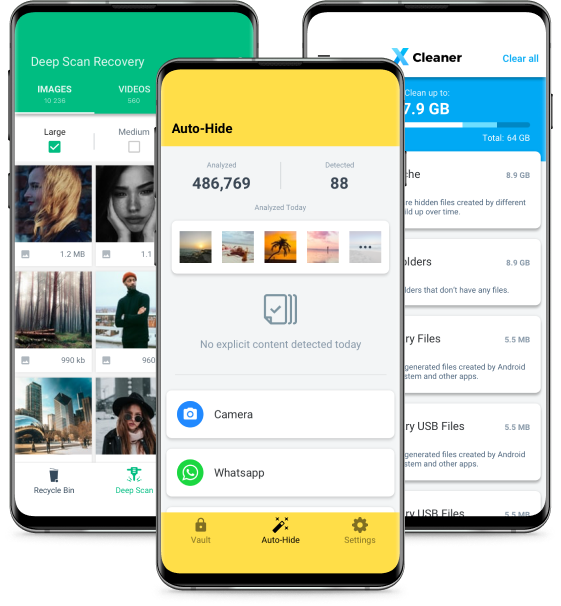 Deep Scan Recovery
IMAGES
10 236
VIDEOS
560
Large
Medium
1.2 MB
1.1
990 kb
960
Recycle Bin
Deep Scan
Auto-Hide
Analyzed
486,769
Detected
88
Analyzed Today
No explicit content detected today
Camera
Whatsapp
Vault
Auto-Hide
Settings
X Cleaner
Clear all
Clean up to:
7.9 GB
Total: 64 GB
che
8.9 GB
re hidden files created by different
ild up over time.
olders
8.9 GB
lders that don't have any files.
ry Files
5.5 MB
generated files created by Android
stem and other apps.
ry USB Files
5.5 MB
generated files created by Android
stem and other apps.
ry USB Files
5.5 MB